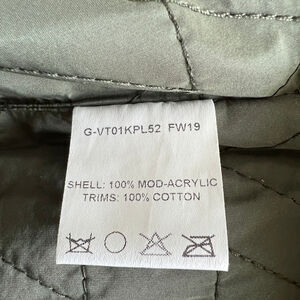 G-VT01KPL52 FW19
SHELL: 100% MOD-ACRYLIC
TRIMS: 100% COTTON